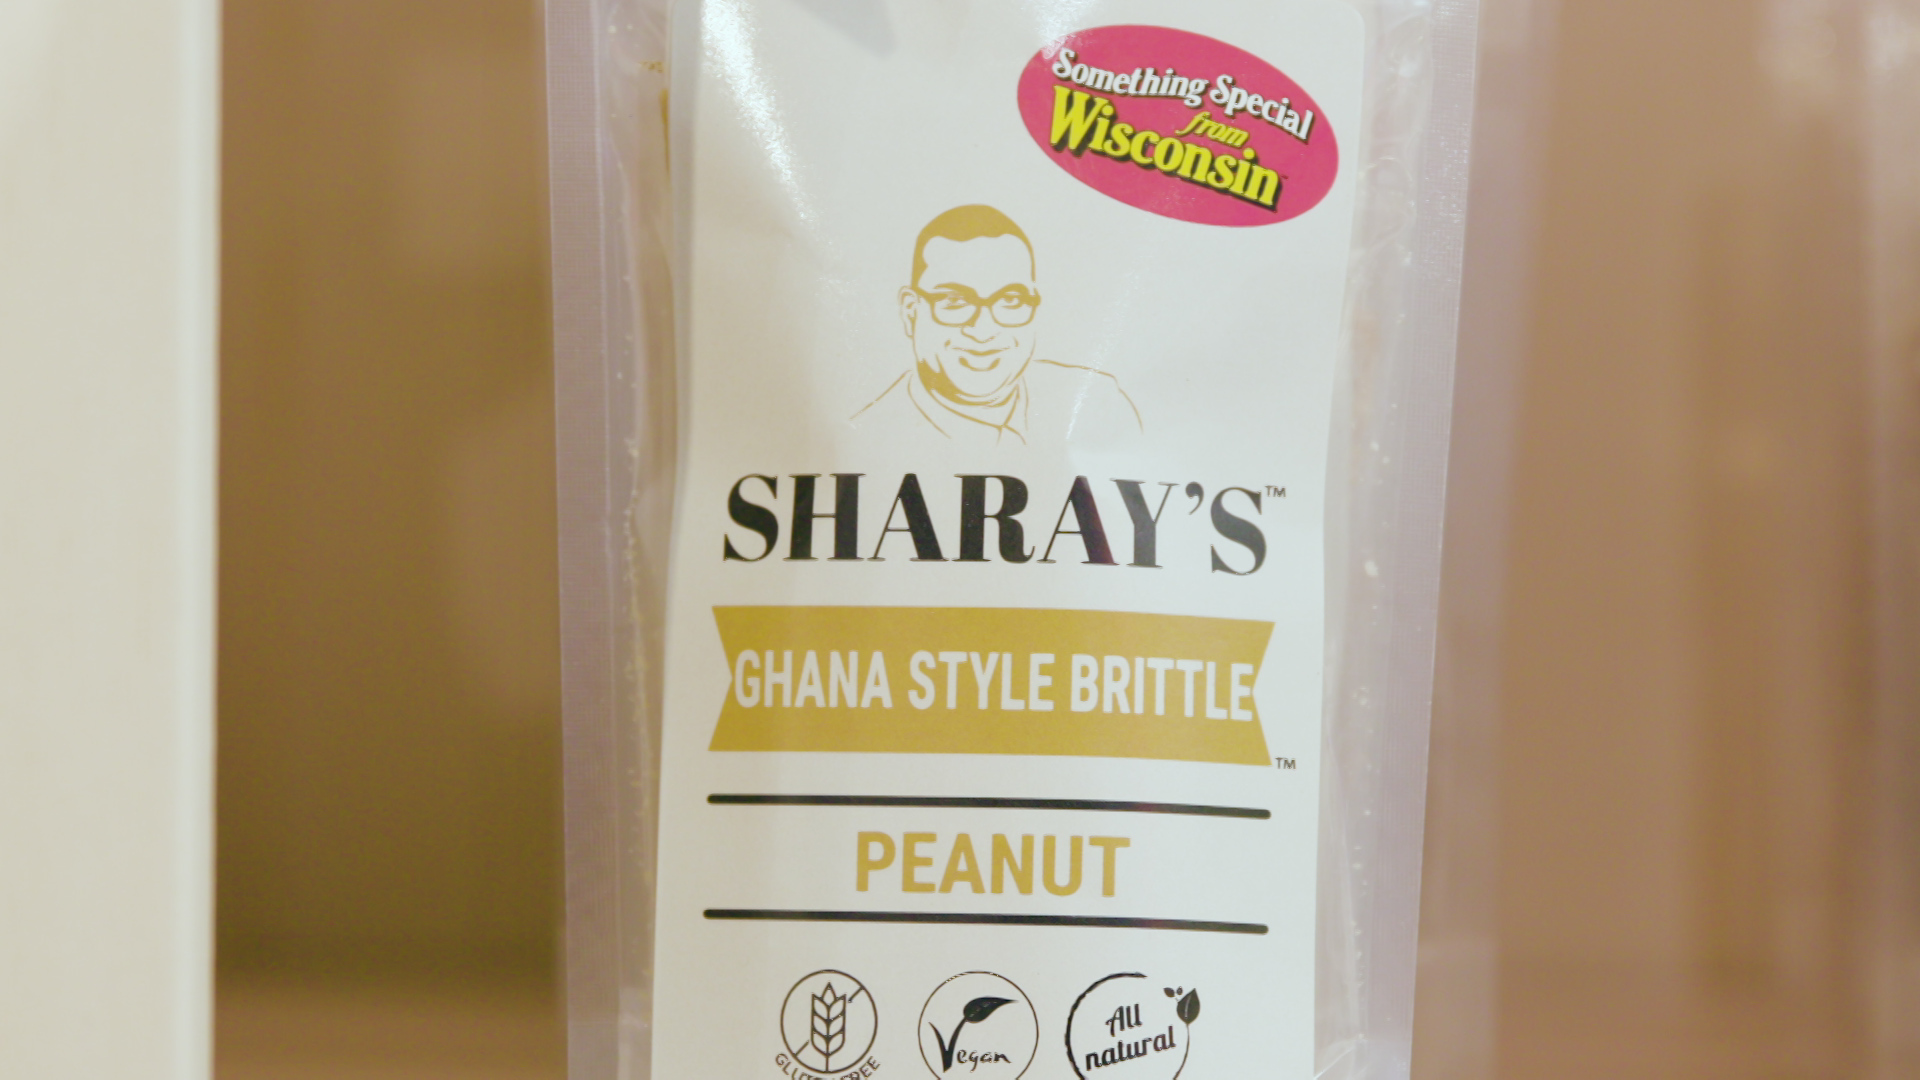 Something Special
from
Wisconsin
SHARAY'S™
GHANA STYLE BRITTLE
™
PEANUT
Vegan
All
natural